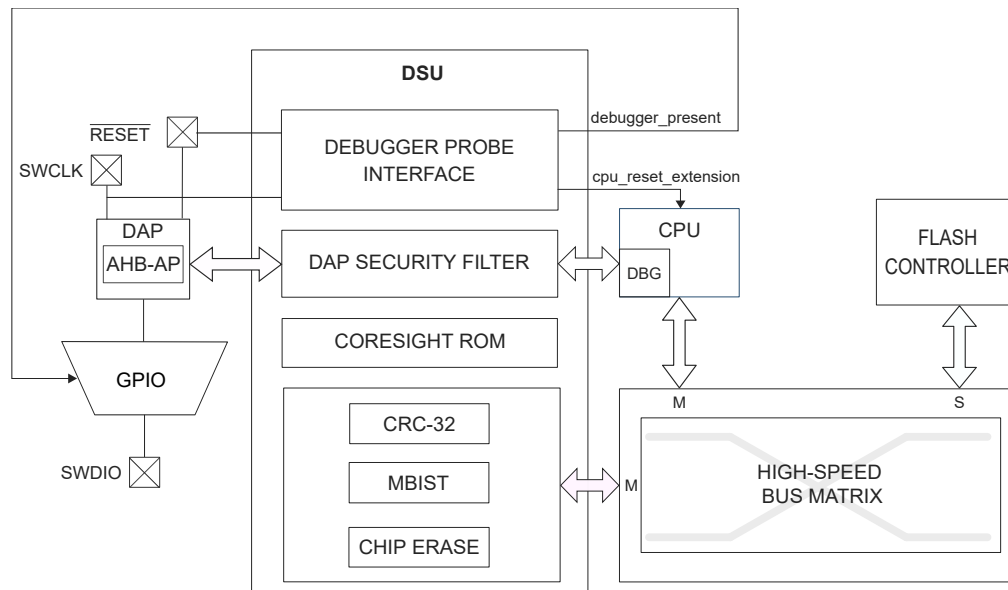 DSU
debugger_present
RESET
DEBUGGER PROBE
INTERFACE
SWCLK
cpu_reset_extension
DAP
AHB-AP
DAP SECURITY FILTER
CPU
DBG
FLASH
CONTROLLER
CORESIGHT ROM
GPIO
M
S
CRC-32
SWDIO
MBIST
M
HIGH-SPEED
BUS MATRIX
CHIP ERASE